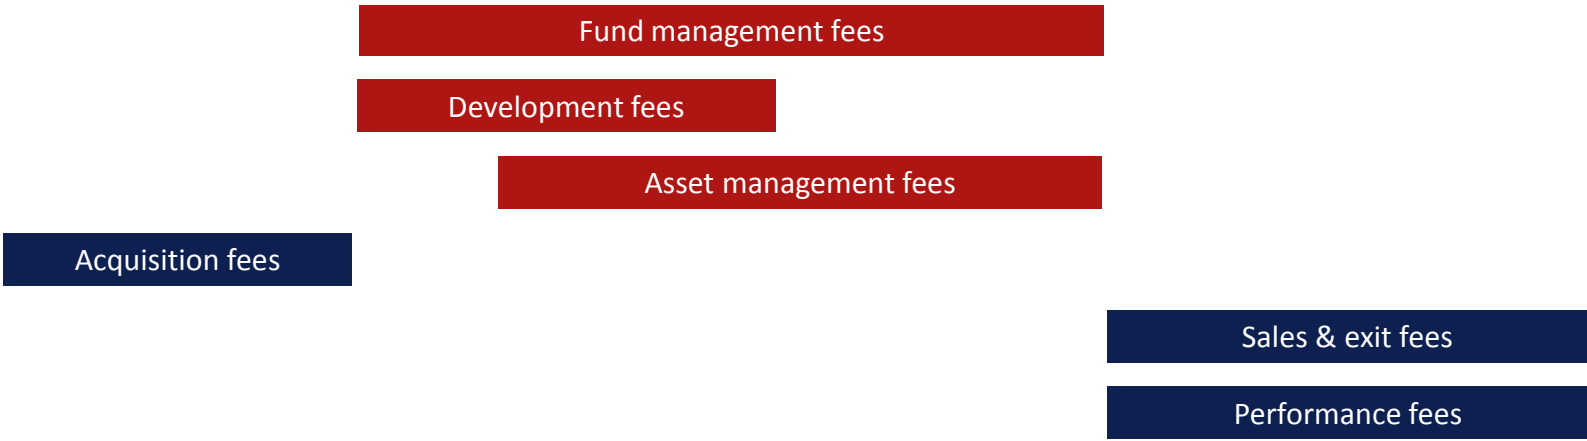 Fund management fees
Development fees
Asset management fees
Acquisition fees
Sales & exit fees
Performance fees